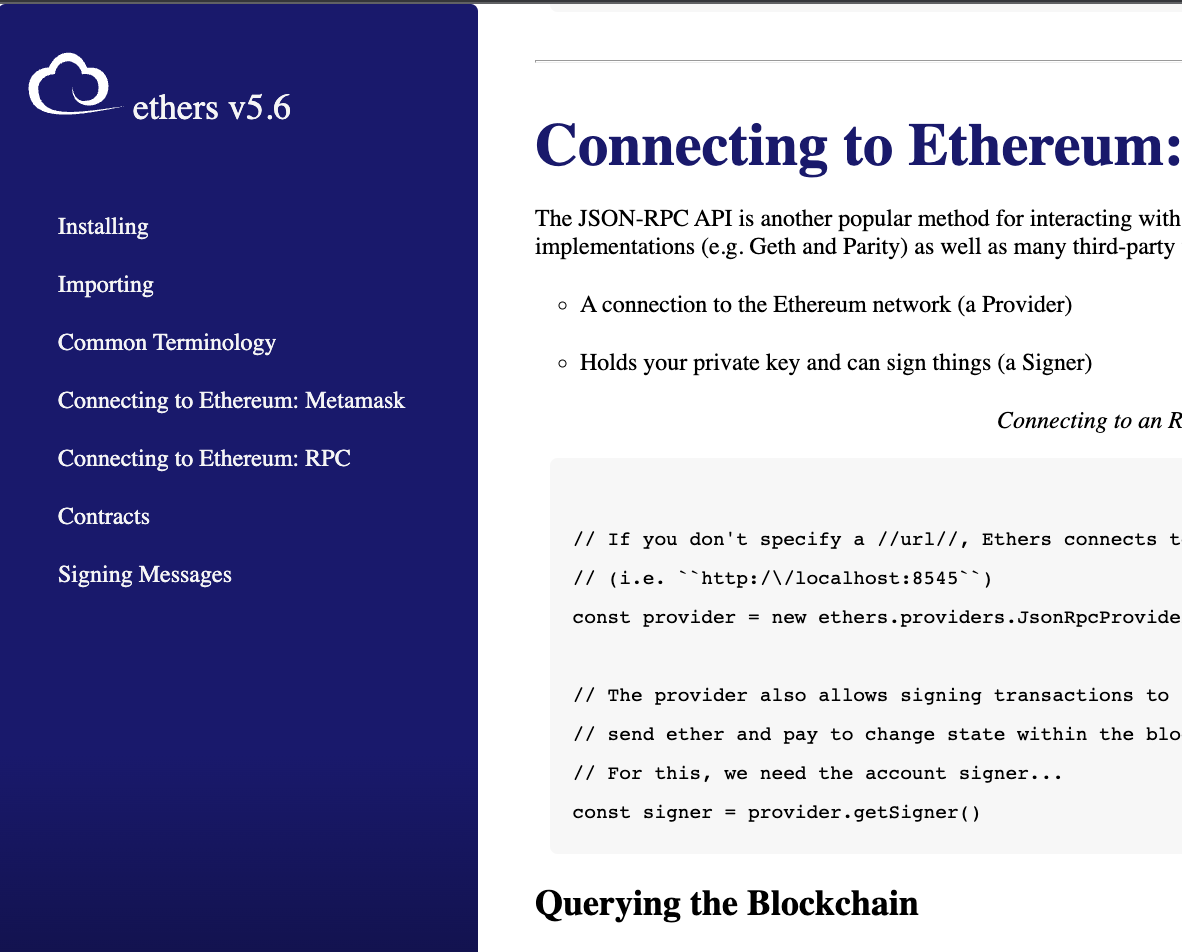 ethers v5.6
Installing
Importing
Common Terminology
Connecting to Ethereum: Metamask
Connecting to Ethereum: RPC
Contracts
Signing Messages
Connecting to Ethereum:
The JSON-RPC API is another popular method for interacting with
implementations (e.g. Geth and Parity) as well as many third-party
A connection to the Ethereum network (a Provider)
Holds your private key and can sign things (a Signer)
Connecting to an R
// If you don't specify a //url//, Ethers connects t
// (i.e. ``http:/\/localhost:8545``)
const provider = new ethers.providers.JsonRpcProvide
// The provider also allows signing transactions to
// send ether and pay to change state within the blo
// For this, we need the account signer...
const signer = provider.getSigner()
Querying the Blockchain